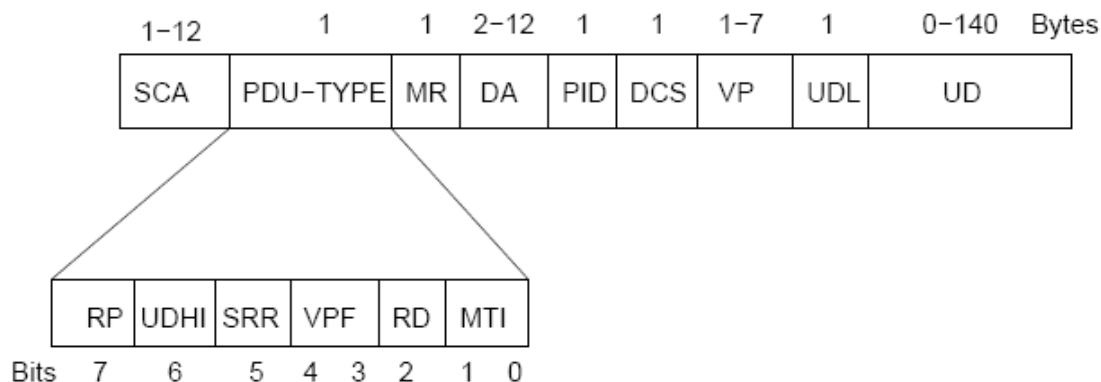 1−12 1 1 2−12 1 1 1−7 1 0−140 Bytes
SCA PDU−TYPE MR DA PID DCS VP UDL UD
RP UDHI SRR VPF RD MTI
Bits 7 6 5 4 3 2 1 0